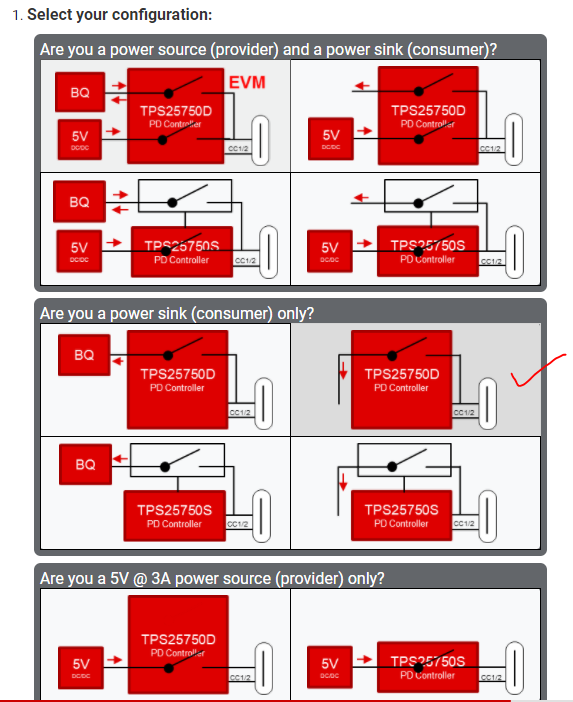 1. Select your configuration:
Are you a power source (provider) and a power sink (consumer)?
BQ
EVM
TPS25750D
PD Controller
5V
DC/DC
CC1/2
TPS25750D
PD Controller
5V
DC/DC
CC1/2
BQ
5V
DC/DC
TPS25750S
PD Controller
CC1/2
5V
DC/DC
TPS25750S
PD Controller
CC1/2
Are you a power sink (consumer) only?
BQ
TPS25750D
PD Controller
CC1/2
TPS25750D
PD Controller
CC1/2
BQ
TPS25750S
PD Controller
CC1/2
TPS25750S
PD Controller
CC1/2
Are you a 5V @ 3A power source (provider) only?
TPS25750D
PD Controller
5V
DC/DC
CC1/2
5V
DC/DC
TPS25750S
PD Controller
CC1/2